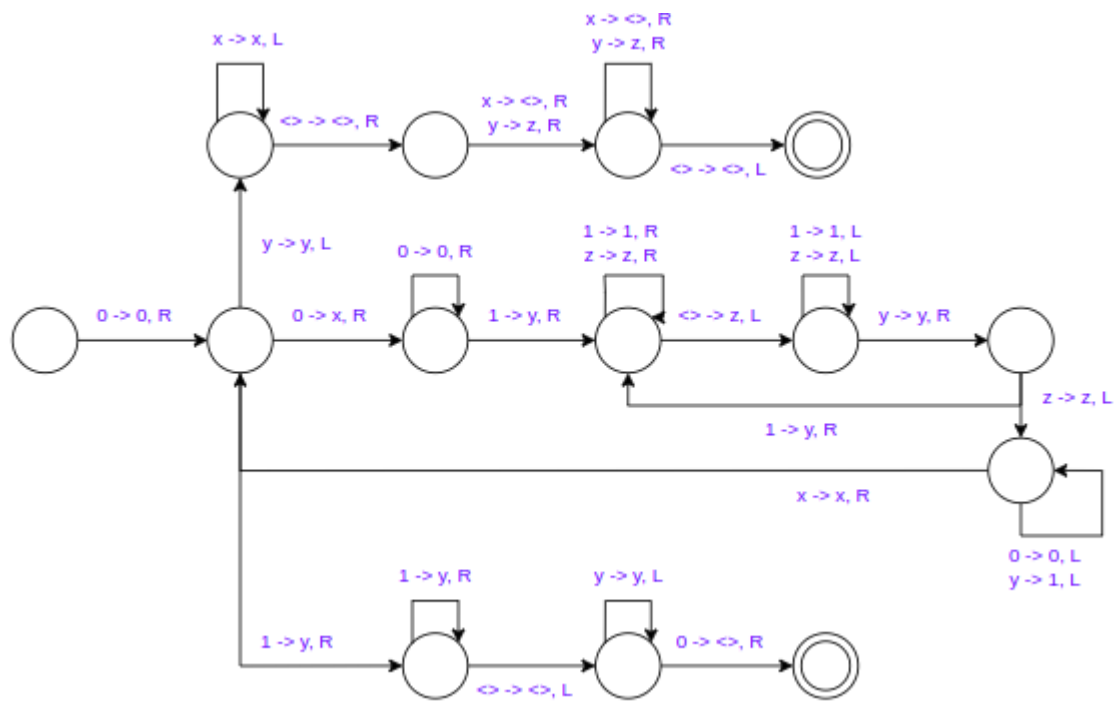 x -> <>, R
y -> z, R
x -> x, L
<> -> <>, R
x -> <>, R
y -> z, R
<> -> <>, L
y -> y, L
0 -> 0, R
1 -> 1, R
z -> z, R
1 -> 1, L
z -> z, L
0 -> 0, R
0 -> x, R
1 -> y, R
<> -> z, L
y -> y, R
z -> z, L
1 -> y, R
x -> x, R
0 -> 0, L
y -> 1, L
1 -> y, R
y -> y, L
1 -> y, R
<> -> <>, L
0 -> <>, R